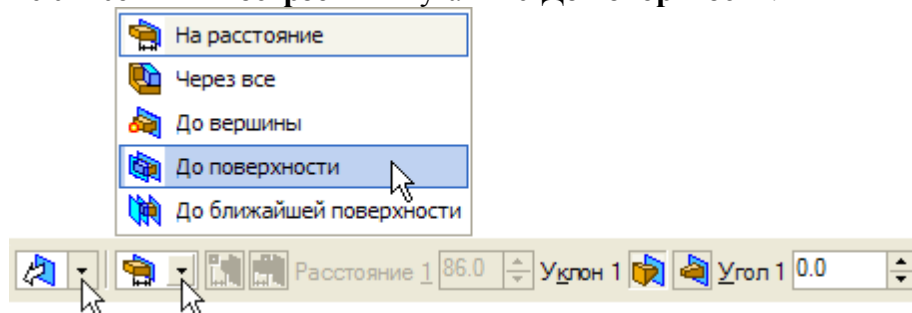 На расстояние
Через все
До вершины
До поверхности
До ближайшей поверхности
Расстояние 1 86.0 Уклон 1 Угол 1 0.0